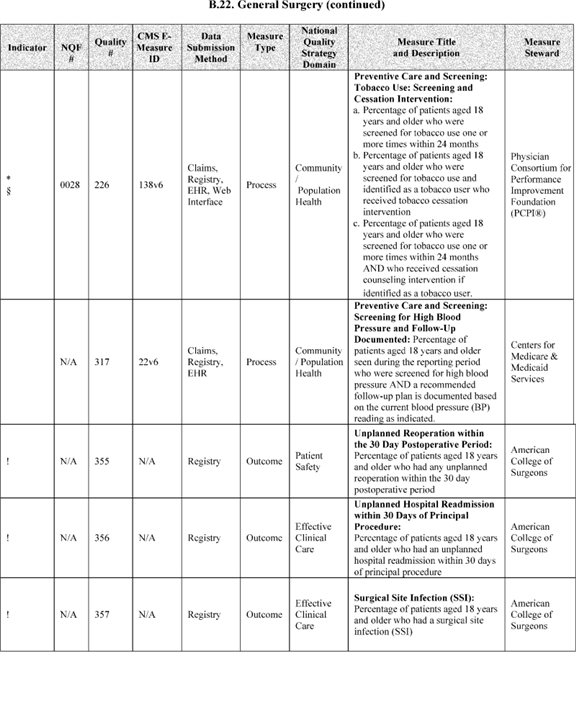 B.22. General Surgery (continued)
Indicator
NQF
#
Quality
#
CMS E-
Measure
ID
Data
Submission
Method
Measure
Type
National
Quality
Strategy
Domain
Measure Title
and Description
Measure
Steward
*
§
0028
226
138v6
Claims,
Registry,
EHR, Web
Interface
Process
Community
/
Population
Health
Preventive Care and Screening:
Tobacco Use: Screening and
Cessation Intervention:
a. Percentage of patients aged 18
years and older who were
screened for tobacco use one or
more times within 24 months
b. Percentage of patients aged 18
years and older who were
screened for tobacco use and
identified as a tobacco user who
received tobacco cessation
intervention
c. Percentage of patients aged 18
years and older who were
screened for tobacco use one or
more times within 24 months
AND who received cessation
counseling intervention if
identified as a tobacco user.
Physician
Consortium for
Performance
Improvement
Foundation
(PCPI®)
N/A
317
22v6
Claims,
Registry,
EHR
Process
Community
/ Population
Health
Preventive Care and Screening:
Screening for High Blood
Pressure and Follow-Up
Documented: Percentage of
patients aged 18 years and older
seen during the reporting period
who were screened for high blood
pressure AND a recommended
follow-up plan is documented based
on the current blood pressure (BP)
reading as indicated.
Centers for
Medicare &
Medicaid
Services
!
N/A
355
N/A
Registry
Outcome
Patient
Safety
Unplanned Reoperation within
the 30 Day Postoperative Period:
Percentage of patients aged 18 years
and older who had any unplanned
reoperation within the 30 day
postoperative period
American
College of
Surgeons
!
N/A
356
N/A
Registry
Outcome
Effective
Clinical
Care
Unplanned Hospital Readmission
within 30 Days of Principal
Procedure:
Percentage of patients aged 18 years
and older who had an unplanned
hospital readmission within 30 days
of principal procedure
American
College of
Surgeons
!
N/A
357
N/A
Registry
Outcome
Effective
Clinical
Care
Surgical Site Infection (SSI):
Percentage of patients aged 18 years
and older who had a surgical site
infection (SSI)
American
College of
Surgeons